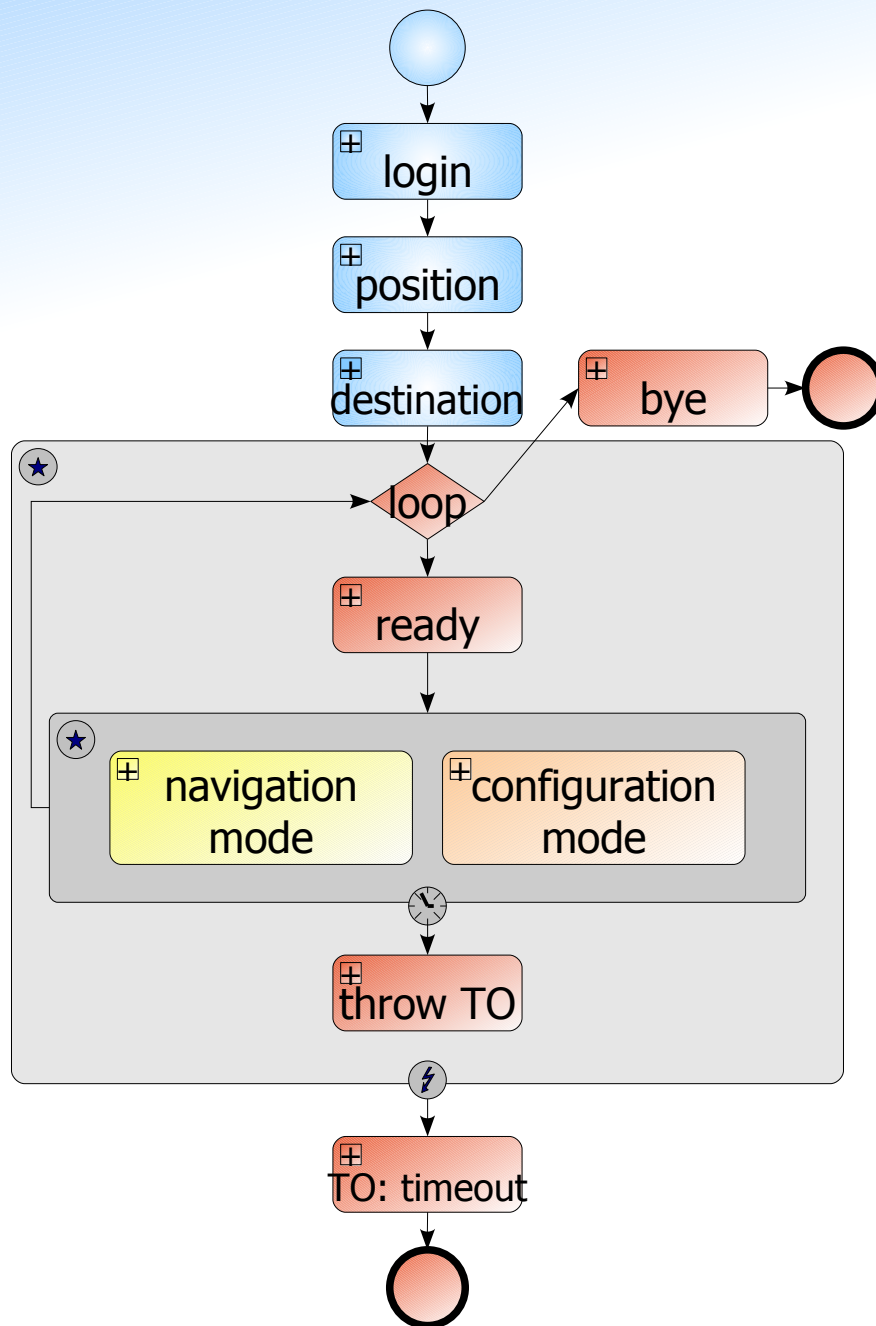 login
position
destination
bye
loop
ready
navigation
mode
configuration
mode
throw TO
TO: timeout